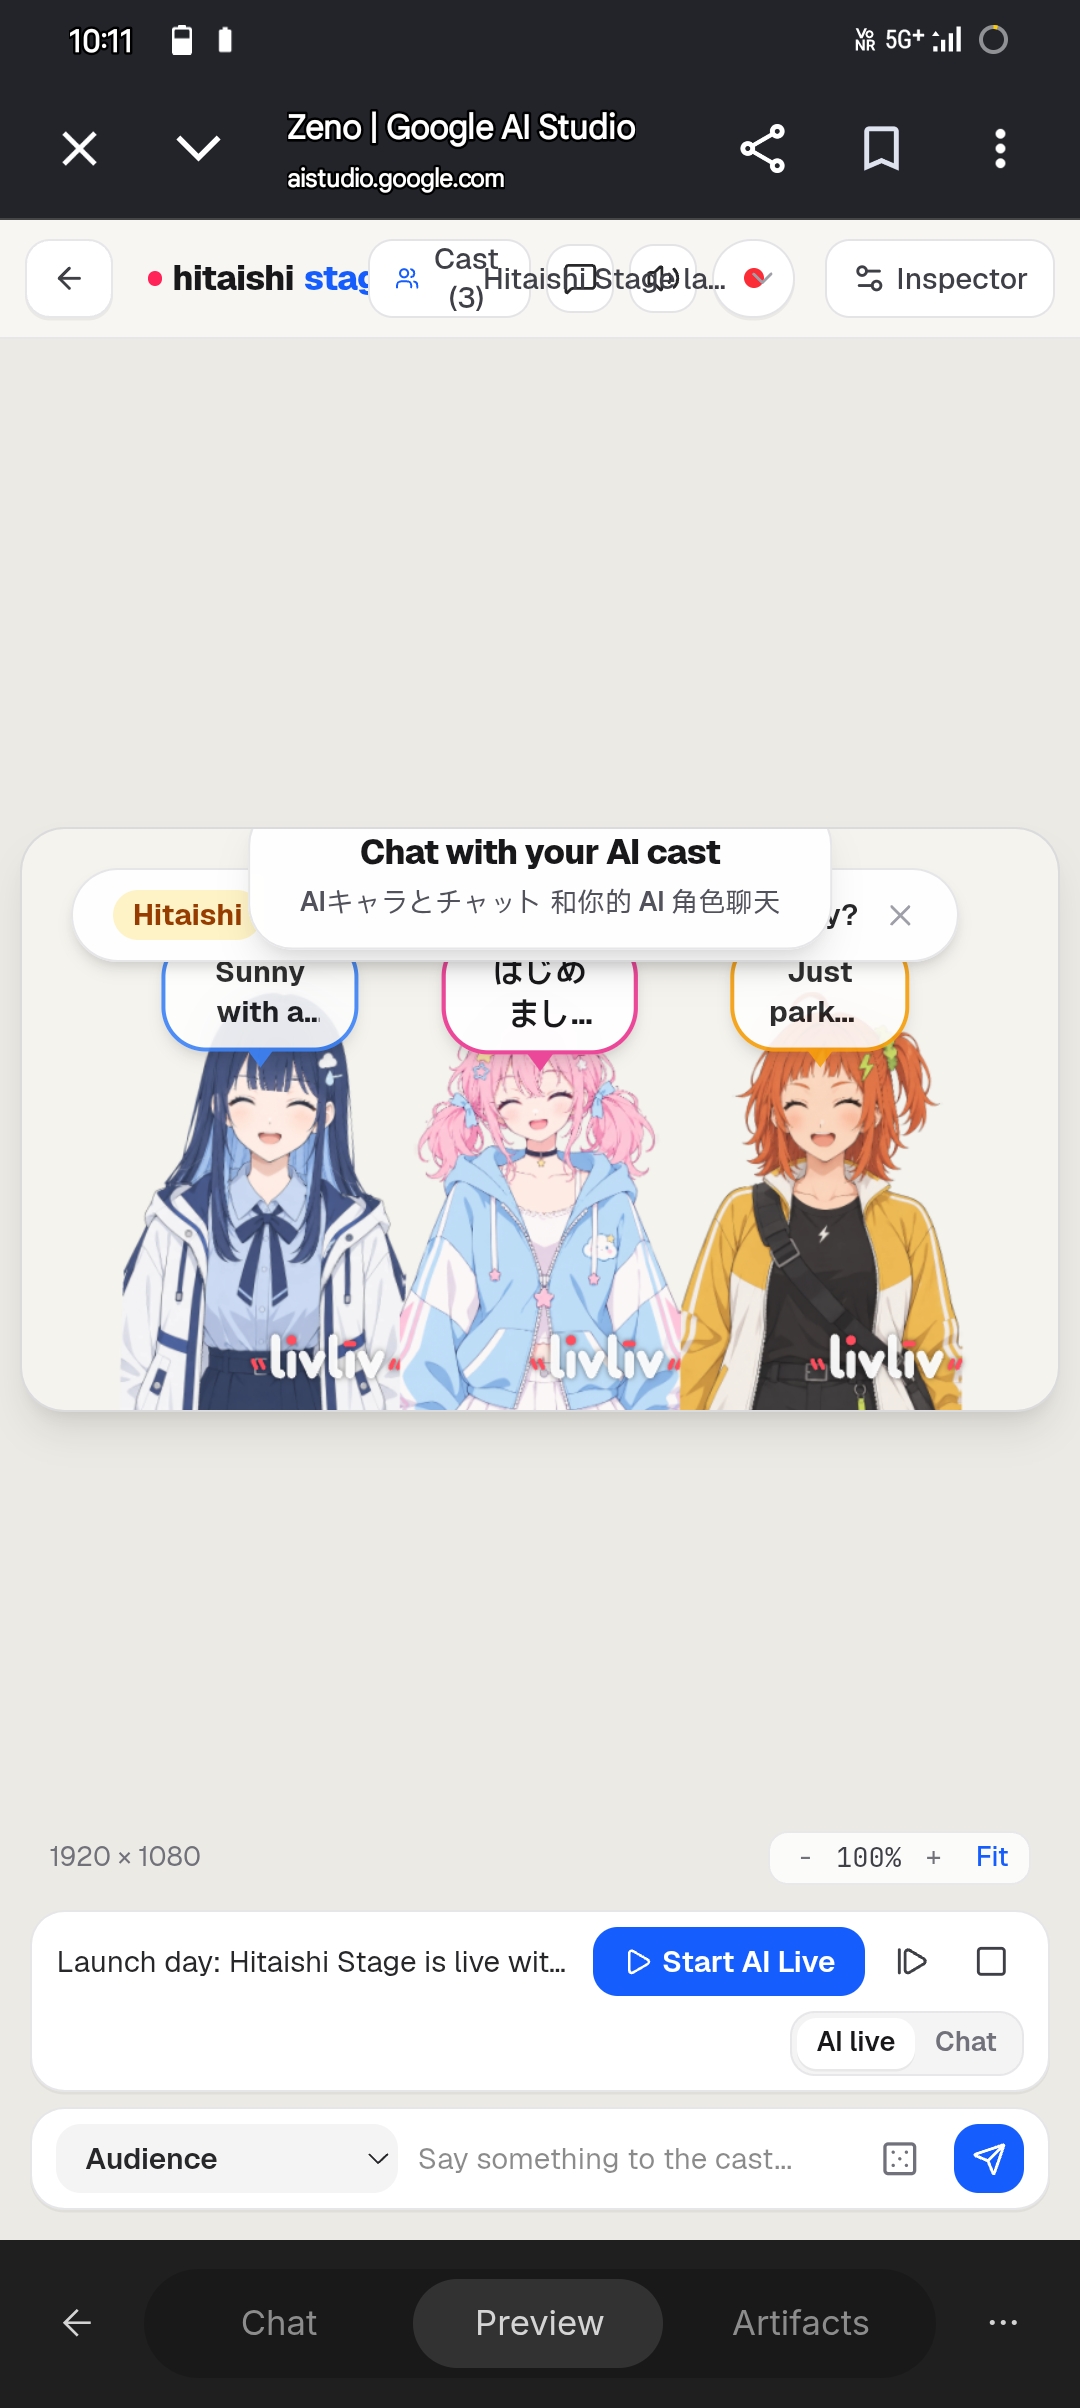 10:11
Vo NR 5G+
Zeno | Google AI Studio
aistudio.google.com
hitaishi stag
Cast (3)
Hitaishi Stage la...
Inspector
Chat with your AI cast
AIキャラとチャット 和你的 AI 角色聊天
Hitaishi
y?
Sunny with a...
はじめまし...
Just park...
"livliv"
"livliv"
"livliv"
1920 × 1080
- 100% + Fit
Launch day: Hitaishi Stage is live wit...
Start AI Live
AI live
Chat
Audience
Say something to the cast...
Chat
Preview
Artifacts